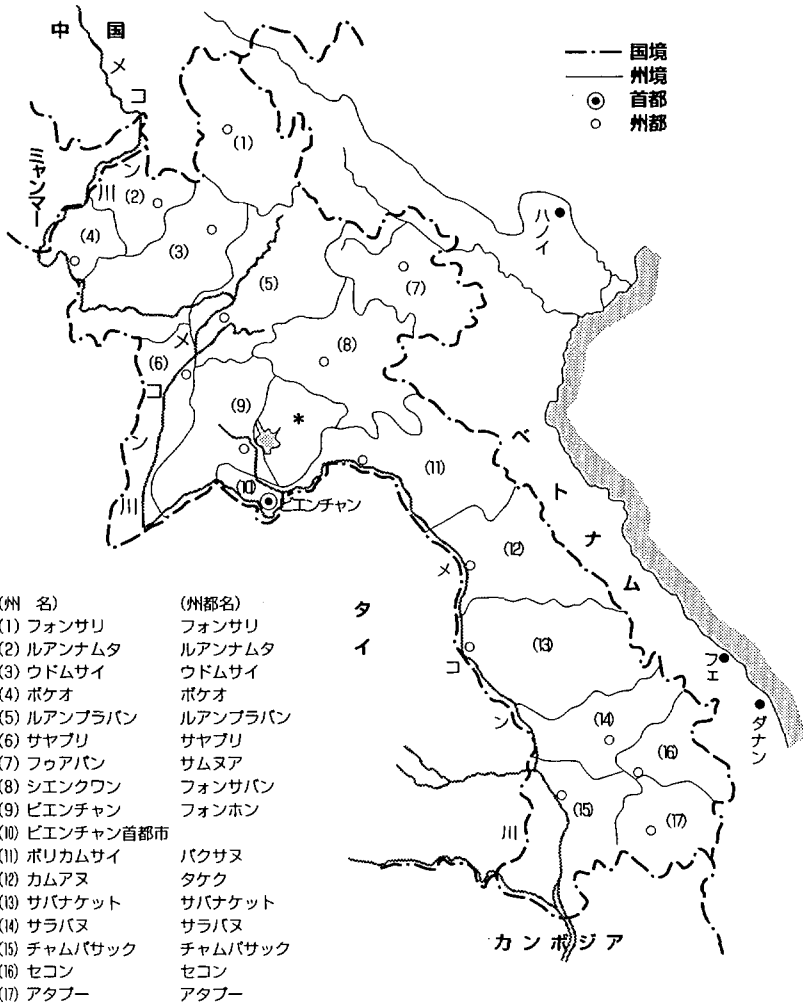 中国
メコン川
ミャンマー
国境
州境
首都
州都
(1)
(2)
(3)
(4)
(5)
(6)
(7)
(8)
(9)
*
(10)
(11)
(12)
(13)
(14)
(15)
(16)
(17)
ハノイ
メコン川
ビエンチャン
ベトナム
タイ
メコン川
フエ
ダナン
カンボジア
(州 名) (州都名)
(1) フォンサリ フォンサリ
(2) ルアンナムタ ルアンナムタ
(3) ウドムサイ ウドムサイ
(4) ボケオ ボケオ
(5) ルアンプラバン ルアンプラバン
(6) サヤブリ サヤブリ
(7) フゥアパン サムヌア
(8) シエンクワン フォンサバン
(9) ビエンチャン フォンホン
(10) ビエンチャン首都市
(11) ボリカムサイ パクサヌ
(12) カムアヌ タケク
(13) サバナケット サバナケット
(14) サラバヌ サラバヌ
(15) チャムパサック チャムパサック
(16) セコン セコン
(17) アタプー アタプー